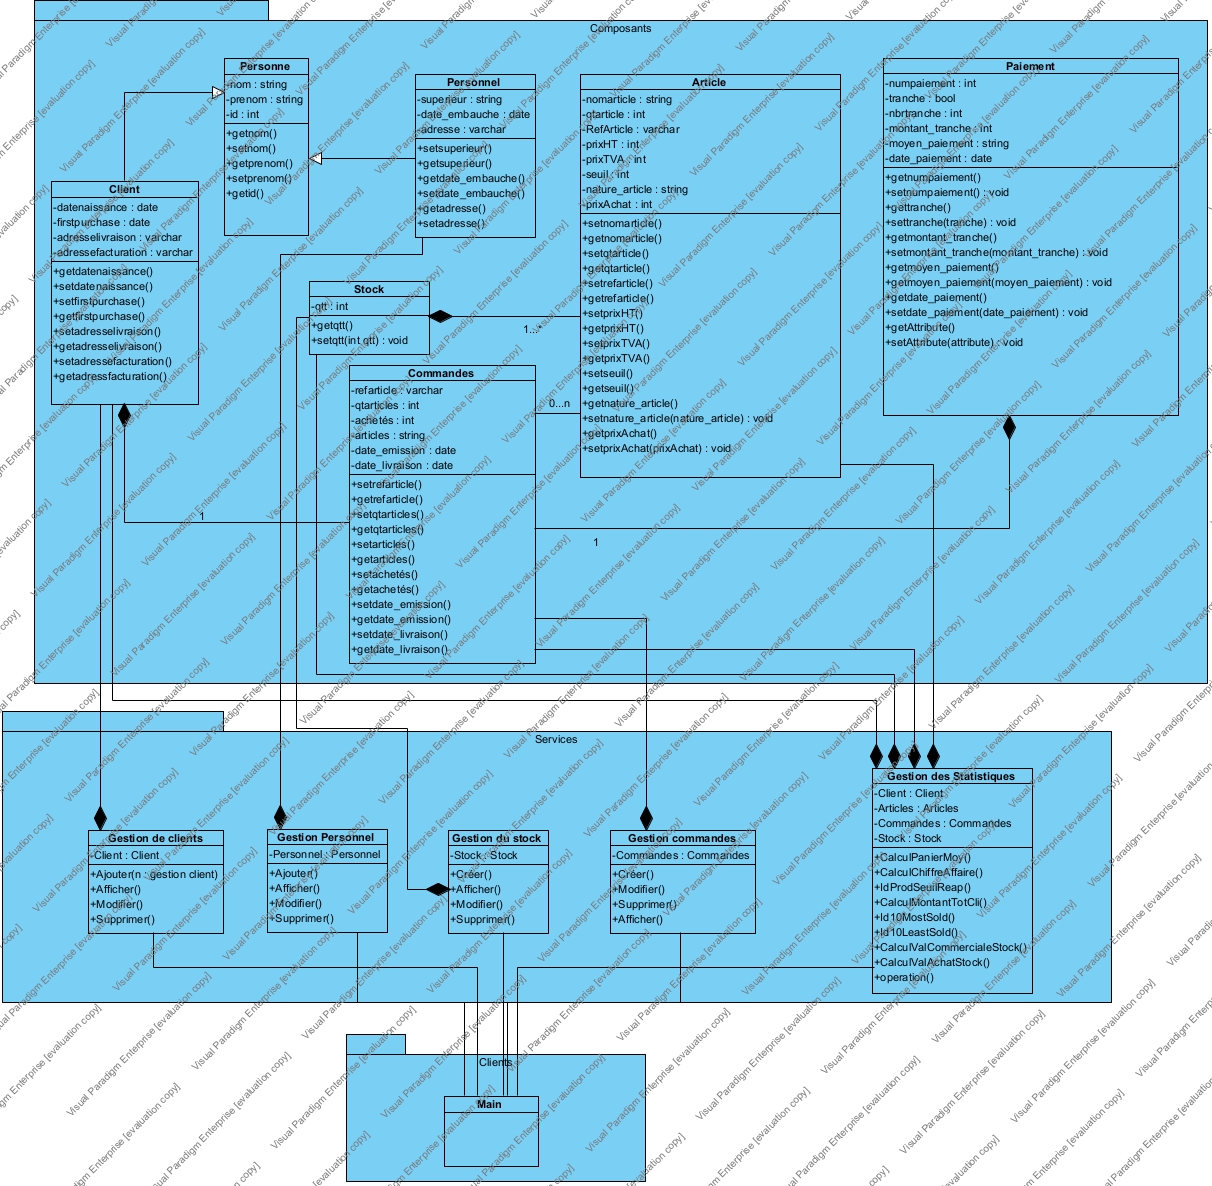 Composants
Personne
-nom : string
-prenom : string
-id : int
+getnom()
+setnom()
+getprenom()
+setprenom()
+getid()
Personnel
-superieur : string
-date_embauche : date
-adresse : varchar
+setsuperieur()
+getsuperieur()
+getdate_embauche()
+setdate_embauche()
+getadresse()
+setadresse()
Article
-nomarticle : string
-qtarticle : int
-RefArticle : varchar
-prixHT : int
-prixTVA : int
-seuil : int
-nature_article : string
-prixAchat : int
+setnomarticle()
+getnomarticle()
+setqtarticle()
+getqtarticle()
+setrefarticle()
+getrefarticle()
+setprixHT()
+getprixHT()
+setprixTVA()
+getprixTVA()
+setseuil()
+getseuil()
+getnature_article()
+setnature_article(nature_article) : void
+getprixAchat()
+setprixAchat(prixAchat) : void
Paiement
-numpaiement : int
-tranche : bool
-nbrtranche : int
-montant_tranche : int
-moyen_paiement : string
-date_paiement : date
+getnumpaiement()
+setnumpaiement() : void
+gettranche()
+settranche(tranche) : void
+getmontant_tranche()
+setmontant_tranche(montant_tranche) : void
+getmoyen_paiement()
+getmoyen_paiement(moyen_paiement) : void
+getdate_paiement()
+setdate_paiement(date_paiement) : void
+getAttribute()
+setAttribute(attribute) : void
Client
-datenaissance : date
-firstpurchase : date
-adresselivraison : varchar
-adressefacturation : varchar
+getdatenaissance()
+setdatenaissance()
+setfirstpurchase()
+getfirstpurchase()
+setadresselivraison()
+getadresselivraison()
+setadressefacturation()
+getadressfacturation()
Stock
-qtt : int
+getqtt()
+setqtt(int qtt) : void
1...*
Commandes
-refarticle : varchar
-qtarticles : int
-achetés : int
-articles : string
-date_emission : date
-date_livraison : date
+setrefarticle()
+getrefarticle()
+setqtarticles()
+getqtarticles()
+setarticles()
+getarticles()
+setachetés()
+getachetés()
+setdate_emission()
+getdate_emission()
+setdate_livraison()
+getdate_livraison()
0...n
1
1
Services
Gestion de clients
-Client : Client
+Ajouter(n : gestion client)
+Afficher()
+Modifier()
+Supprimer()
Gestion Personnel
-Personnel : Personnel
+Ajouter()
+Afficher()
+Modifier()
+Supprimer()
Gestion du stock
-Stock : Stock
+Créer()
+Afficher()
+Modifier()
+Supprimer()
Gestion commandes
-Commandes : Commandes
+Créer()
+Modifier()
+Supprimer()
+Afficher()
Gestion des Statistiques
-Client : Client
-Articles : Articles
-Commandes : Commandes
-Stock : Stock
+CalculPanierMoy()
+CalculChiffreAffaire()
+IdProdSeuilReap()
+CalculMontantTotCli()
+Id10MostSold()
+Id10LeastSold()
+CalculValCommercialeStock()
+CalculValAchatStock()
+operation()
Clients
Main
Visual Paradigm Enterprise [evaluation copy]